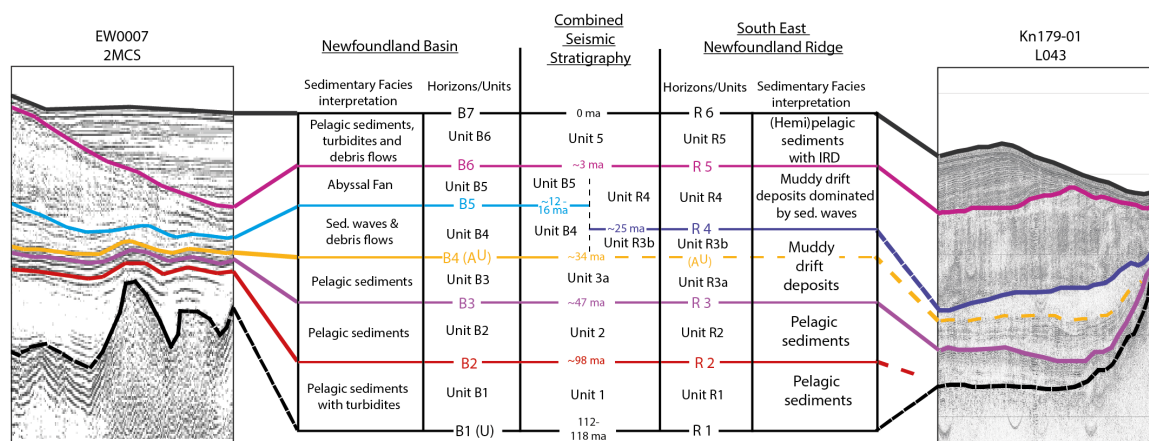 EW0007
2MCS
Newfoundland Basin
Combined
Seismic
Stratigraphy
South East
Newfoundland Ridge
Kn179-01
L043
Sedimentary Facies
interpretation
Horizons/Units
Horizons/Units
Sedimentary Facies
interpretation
B7
0 ma
R 6
Pelagic sediments,
turbidites and
debris flows
Unit B6
Unit 5
Unit R5
(Hemi)pelagic
sediments
with IRD
B6
~3 ma
R 5
Abyssal Fan
Unit B5
Unit B5
Unit R4
Unit R4
Muddy drift
deposits dominated
by sed. waves
B5
~12 -
16 ma
Sed. waves &
debris flows
Unit B4
Unit B4
~25 ma
R 4
Unit R3b
Unit R3b
B4 (AU)
~34 ma
(AU)
Muddy
drift
deposits
Pelagic sediments
Unit B3
Unit 3a
Unit R3a
B3
~47 ma
R 3
Pelagic sediments
Unit B2
Unit 2
Unit R2
Pelagic
sediments
B2
~98 ma
R 2
Pelagic sediments
with turbidites
Unit B1
Unit 1
Unit R1
Pelagic
sediments
B1 (U)
112-
118 ma
R 1